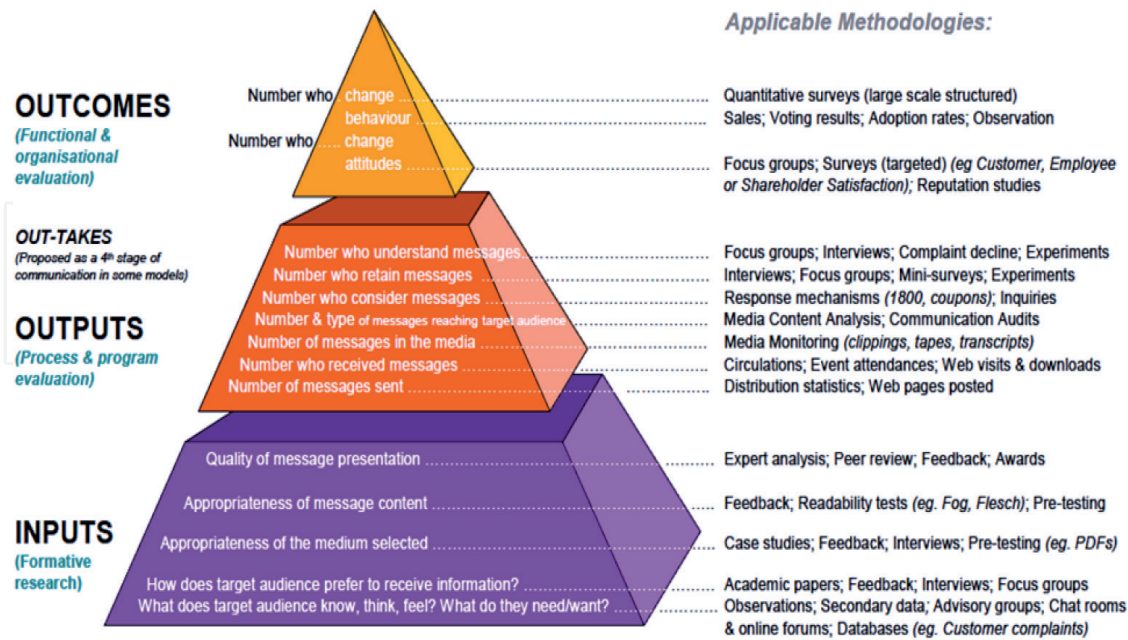 Applicable Methodologies:
OUTCOMES
(Functional &
organisational
evaluation)
Number who change
behaviour
Number who change
attitudes
Quantitative surveys (large scale structured)
Sales; Voting results; Adoption rates; Observation
Focus groups; Surveys (targeted) (eg Customer, Employee
or Shareholder Satisfaction); Reputation studies
OUT-TAKES
(Proposed as a 4th stage of
communication in some models)
OUTPUTS
(Process & program
evaluation)
Number who understand messages
Focus groups; Interviews; Complaint decline; Experiments
Number who retain messages
Interviews; Focus groups; Mini-surveys; Experiments
Number who consider messages
Response mechanisms (1800, coupons); Inquiries
Number & type of messages reaching target audience
Media Content Analysis; Communication Audits
Number of messages in the media
Media Monitoring (clippings, tapes, transcripts)
Number who received messages
Circulations; Event attendances; Web visits & downloads
Number of messages sent
Distribution statistics; Web pages posted
INPUTS
(Formative
research)
Quality of message presentation
Expert analysis; Peer review; Feedback; Awards
Appropriateness of message content
Feedback; Readability tests (eg. Fog, Flesch); Pre-testing
Appropriateness of the medium selected
Case studies; Feedback; Interviews; Pre-testing (eg. PDFs)
How does target audience prefer to receive information?
Academic papers; Feedback; Interviews; Focus groups
What does target audience know, think, feel? What do they need/want?
Observations; Secondary data; Advisory groups; Chat rooms
& online forums; Databases (eg. Customer complaints)